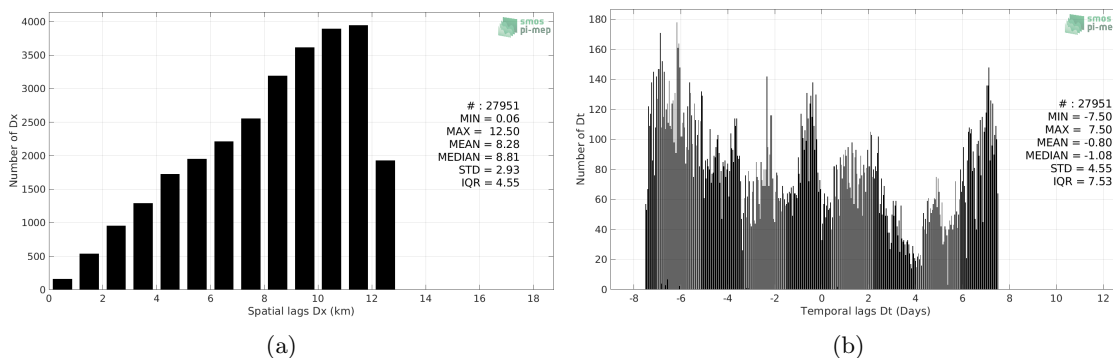 smos
pi-mep
4000
3500
3000
2500
2000
1500
1000
500
0
Number of Dx
# : 27951
MIN = 0.06
MAX = 12.50
MEAN = 8.28
MEDIAN = 8.81
STD = 2.93
IQR = 4.55
0 2 4 6 8 10 12 14 16 18
Spatial lags Dx (km)
(a)
smos
pi-mep
180
160
140
120
100
80
60
40
20
0
Number of Dt
# : 27951
MIN = -7.50
MAX = 7.50
MEAN = -0.80
MEDIAN = -1.08
STD = 4.55
IQR = 7.53
-8 -6 -4 -2 0 2 4 6 8 10 12
Temporal lags Dt (Days)
(b)